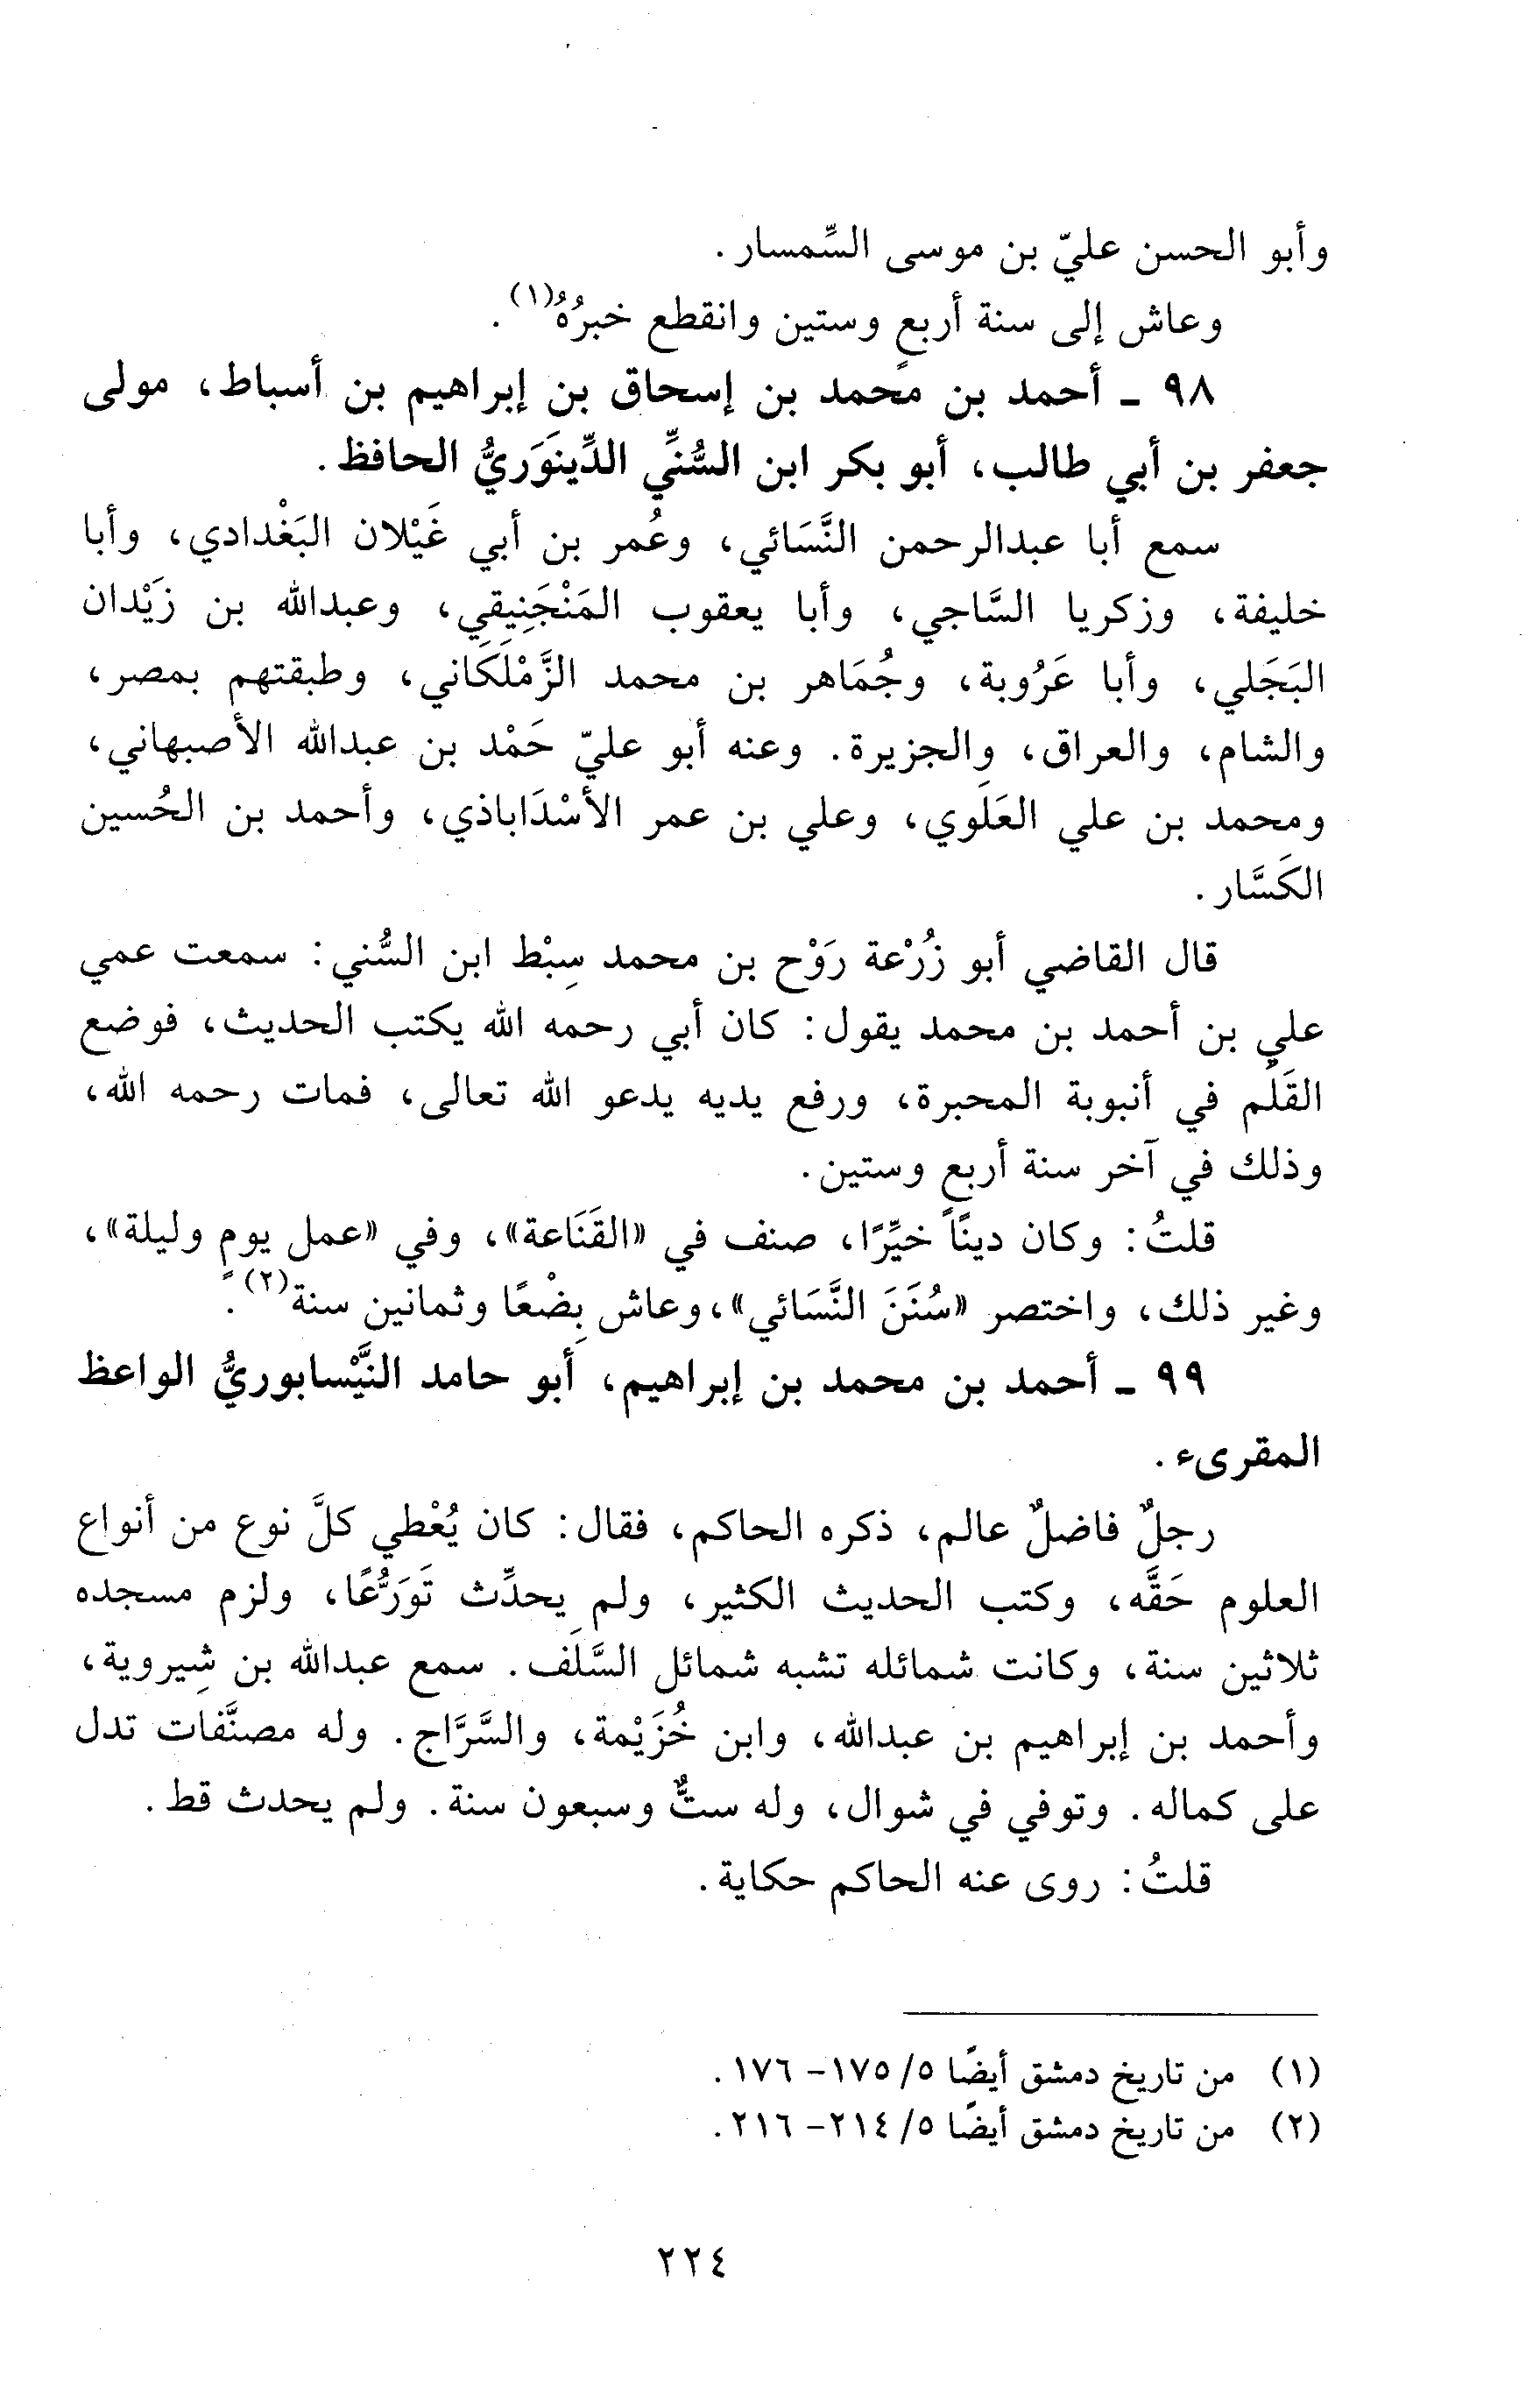 وأبو الحسن عليّ بن موسى السِّمسار.
وعاش إلى سنة أربعٍ وستين وانقطع خبرُهُ(١).
٩٨ ـ أحمد بن محمد بن إسحاق بن إبراهيم بن أسباط، مولى
جعفر بن أبي طالب، أبو بكر ابن السُّنِّي الدِّينَوَريُّ الحافظ.
سمع أبا عبدالرحمن النَّسَائي، وعُمر بن أبي غَيْلان البَغْدادي، وأبا
خليفة، وزكريا السَّاجي، وأبا يعقوب المَنْجَنِيقِي، وعبدالله بن زَيْدان
البَجَلي، وأبا عَرُوبة، وجُمَاهر بن محمد الزَّمْلَكَاني، وطبقتهم بمصر،
والشام، والعراق، والجزيرة. وعنه أبو عليّ حَمْد بن عبدالله الأصبهاني،
ومحمد بن علي العَلَوي، وعلي بن عمر الأسْدَاباذي، وأحمد بن الحُسين
الكَسَّار.
قال القاضي أبو زُرْعة رَوْح بن محمد سِبْط ابن السُّني: سمعت عمي
علي بن أحمد بن محمد يقول: كان أبي رحمه الله يكتب الحديث، فوضع
القَلَم في أنبوبة المحبرة، ورفع يديه يدعو الله تعالى، فمات رحمه الله،
وذلك في آخر سنة أربع وستين.
قلتُ: وكان دينًا خيِّرًا، صنف في «القَنَاعة»، وفي «عمل يومٍ وليلة»،
وغير ذلك، واختصر «سُنَنَ النَّسَائي»، وعاش بِضْعًا وثمانين سنة(٢).
٩٩ ـ أحمد بن محمد بن إبراهيم، أبو حامد النَّيْسابوريُّ الواعظ
المقرىء.
رجلٌ فاضلٌ عالم، ذكره الحاكم، فقال: كان يُعْطي كلَّ نوع من أنواع
العلوم حَقَّه، وكتب الحديث الكثير، ولم يحدِّث تَوَرُّعًا، ولزم مسجده
ثلاثين سنة، وكانت شمائله تشبه شمائل السَّلَف. سمع عبدالله بن شِيروية،
وأحمد بن إبراهيم بن عبدالله، وابن خُزَيْمة، والسَّرَّاج. وله مصنَّفات تدل
على كماله. وتوفي في شوال، وله ستٌّ وسبعون سنة. ولم يحدث قط.
قلتُ: روى عنه الحاكم حكاية.
(١) من تاريخ دمشق أيضًا ٥/ ١٧٥- ١٧٦.
(٢) من تاريخ دمشق أيضًا ٥/ ٢١٤- ٢١٦.
٢٢٤